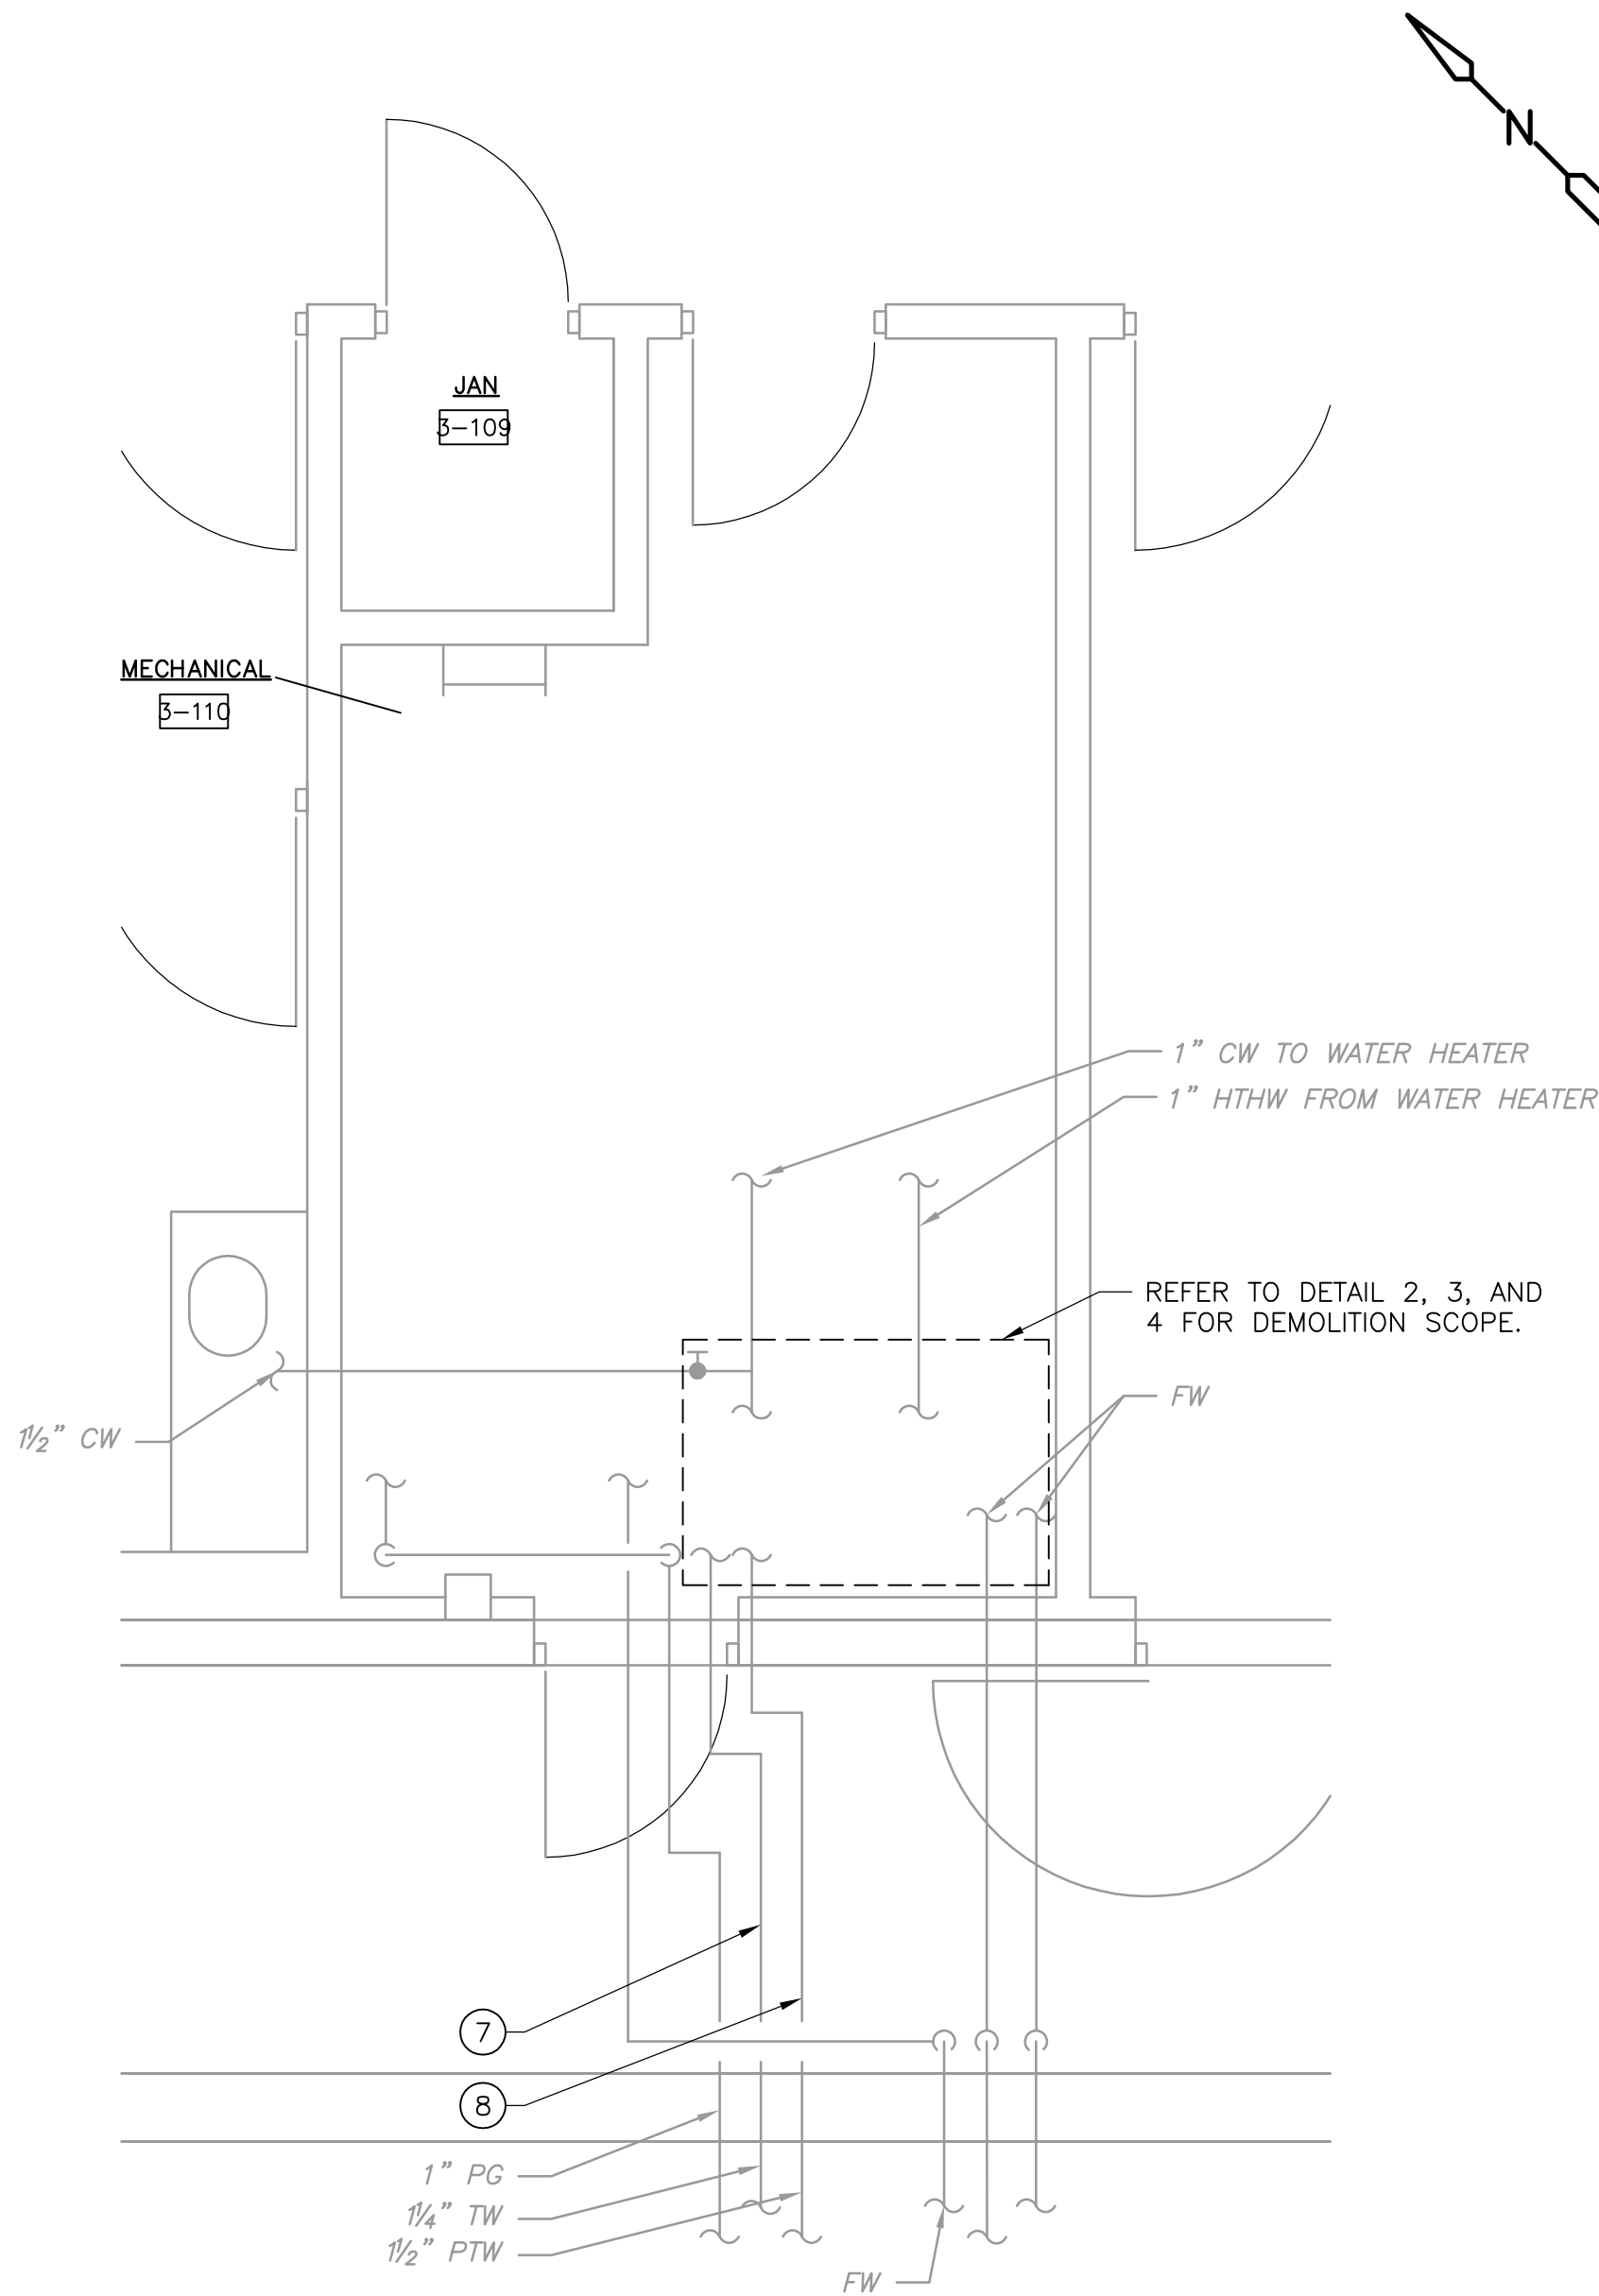 N
JAN
3-109
MECHANICAL
3-110
1" CW TO WATER HEATER
1" HTHW FROM WATER HEATER
REFER TO DETAIL 2, 3, AND
4 FOR DEMOLITION SCOPE.
FW
1½" CW
7
8
1" PG
1¼" TW
1½" PTW
FW